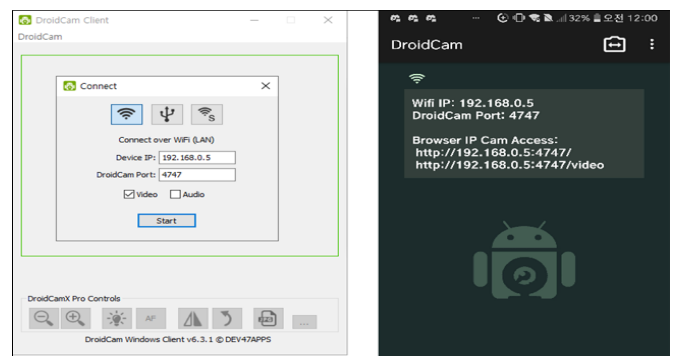 DroidCam Client
DroidCam
Connect
S
Connect over WiFi (LAN)
Device IP: 192.168.0.5
DroidCam Port: 4747
Video Audio
Start
DroidCamX Pro Controls
AF
JPG
...
DroidCam Windows Client v6.3.1 © DEV47APPS
32% 오전 12:00
DroidCam
Wifi IP: 192.168.0.5
DroidCam Port: 4747
Browser IP Cam Access:
http://192.168.0.5:4747/
http://192.168.0.5:4747/video